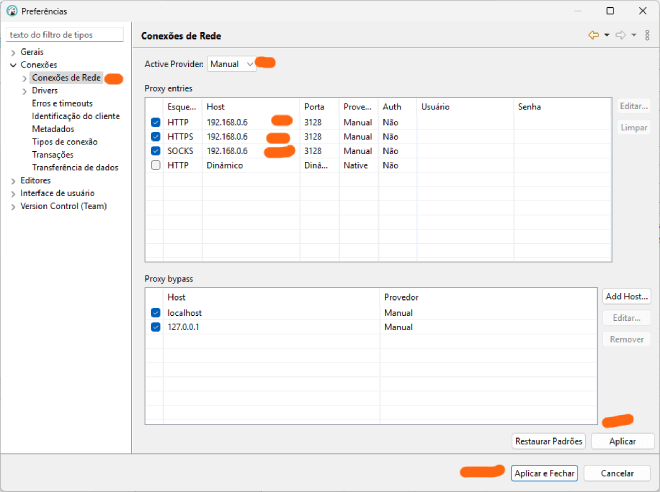 Preferências
texto do filtro de tipos
Gerais
Conexões
Conexões de Rede
Drivers
Erros e timeouts
Identificação do cliente
Metadados
Tipos de conexão
Transações
Transferência de dados
Editores
Interface de usuário
Version Control (Team)
Conexões de Rede
Active Provider: Manual
Proxy entries
Esque... Host Porta Prove... Auth Usuário Senha
HTTP 192.168.0.6 3128 Manual Não
HTTPS 192.168.0.6 3128 Manual Não
SOCKS 192.168.0.6 3128 Manual Não
HTTP Dinâmico Diná... Native Não
Editar...
Limpar
Proxy bypass
Host Provedor
localhost Manual
127.0.0.1 Manual
Add Host...
Editar...
Remover
Restaurar Padrões Aplicar
Aplicar e Fechar Cancelar